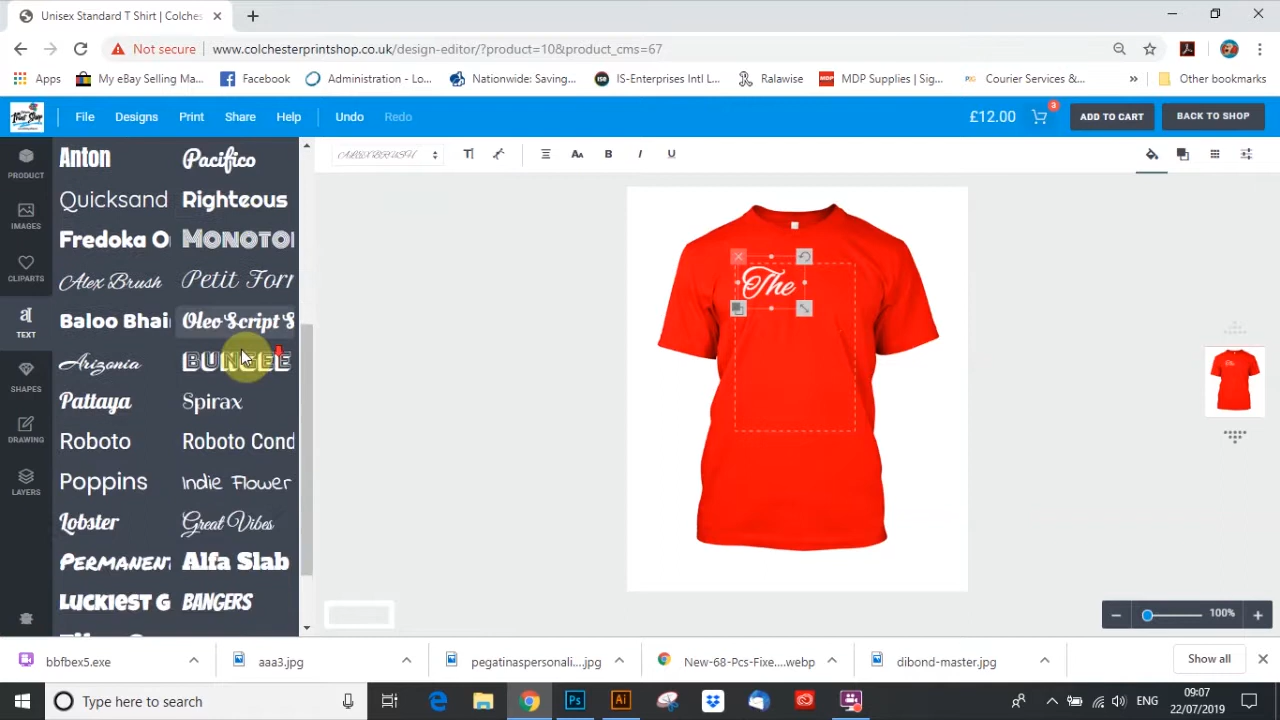 Unisex Standard T Shirt | Colches
Not secure www.colchesterprintshop.co.uk/design-editor/?product=10&product_cms=67
Apps My eBay Selling Ma... Facebook Administration - Lo... Nationwide: Saving... IS-Enterprises Intl L... Ralawise MDP Supplies | Sig... Courier Services &... » Other bookmarks
File Designs Print Share Help Undo Redo £12.00 3 ADD TO CART BACK TO SHOP
PRODUCT
IMAGES
CLIPARTS
TEXT
SHAPES
DRAWING
LAYERS
Anton Pacifico
Quicksand Righteous
Fredoka O MONOTO
Alex Brush Petit For
Baloo Bhai Oleo Script S
Arizonia BUNGEE
Pattaya Spirax
Roboto Roboto Cond
Poppins Indie Flower
Lobster Great Vibes
PERMANENT Alfa Slab
LUCKIEST G BANGERS
The
100%
bbfbex5.exe aaa3.jpg pegatinaspersonali....jpg New-68-Pcs-Fixe....webp dibond-master.jpg Show all
Type here to search ENG 09:07
22/07/2019